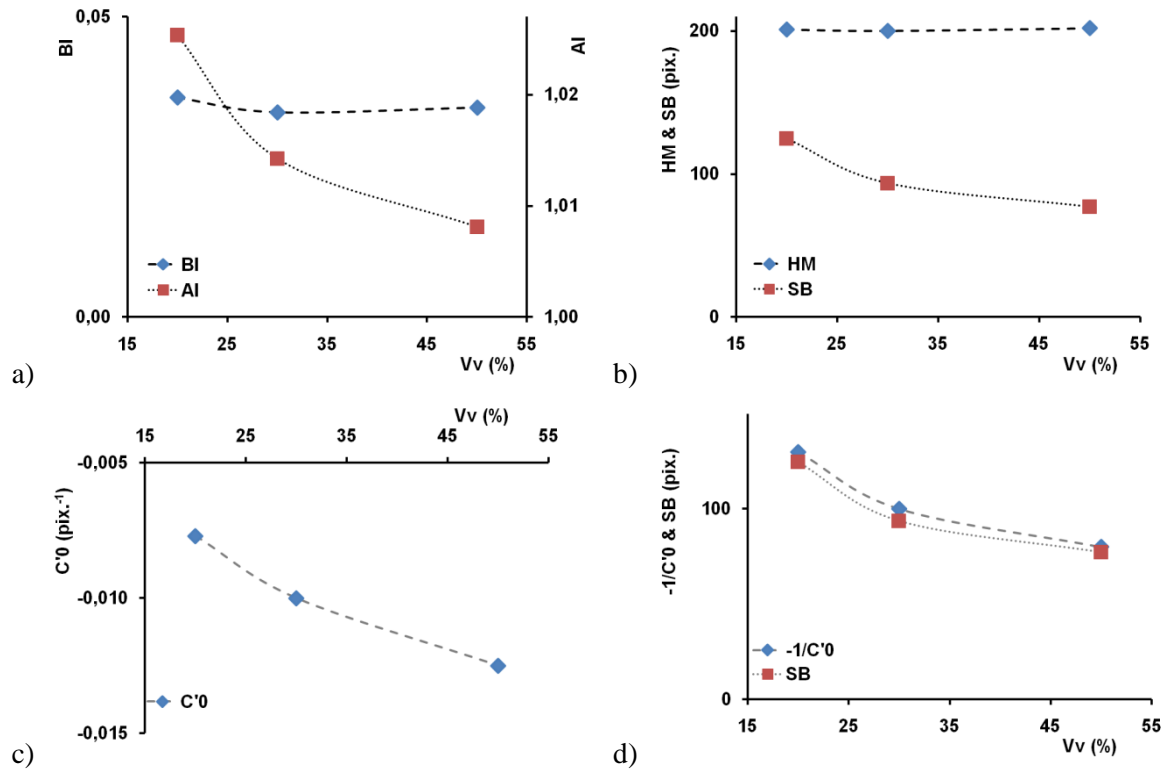 0,05
BI
AI
1,02
1,01
BI
AI
0,00
1,00
15 25 35 45 55
Vv (%)
a)
200
HM & SB (pix.)
100
HM
SB
0
15 25 35 45 55
Vv (%)
b)
Vv (%)
15 25 35 45 55
-0,005
C'0 (pix.⁻¹)
-0,010
C'0
-0,015
c)
-1/C'0 & SB (pix.)
100
-1/C'0
SB
0
15 25 35 45 55
Vv (%)
d)